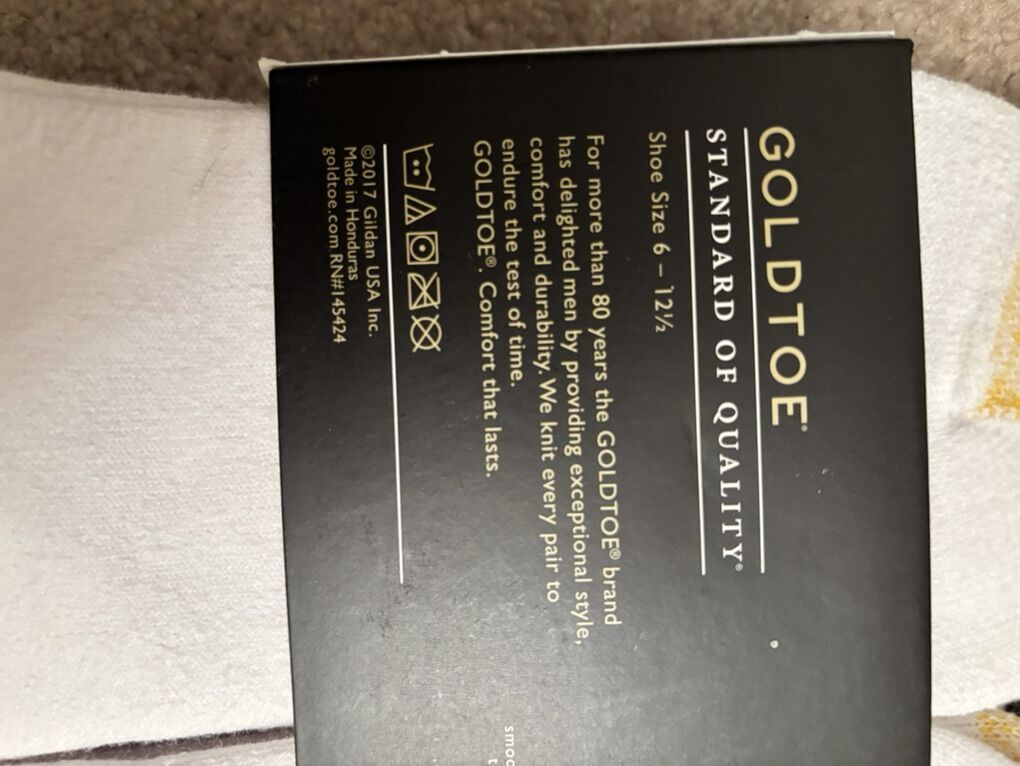 GOLDTOE®
STANDARD OF QUALITY®
Shoe Size 6 – 12½
For more than 80 years the GOLDTOE® brand
has delighted men by providing exceptional style,
comfort and durability. We knit every pair to
endure the test of time.
GOLDTOE®. Comfort that lasts.
©2017 Gildan USA Inc.
Made in Honduras
goldtoe.com RN#145424